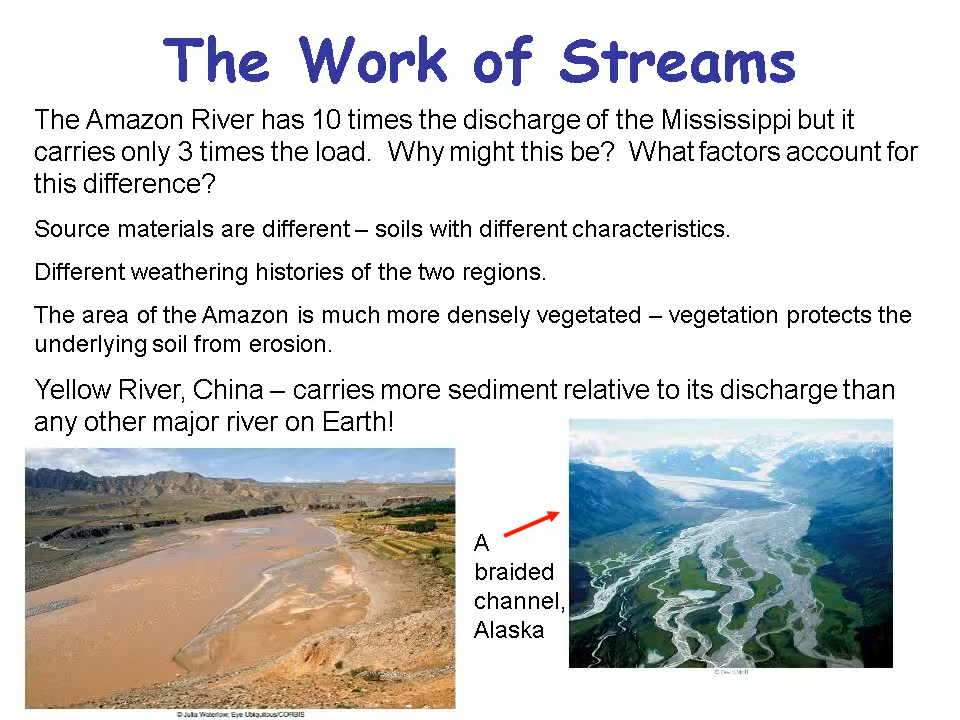 The Work of Streams
The Amazon River has 10 times the discharge of the Mississippi but it
carries only 3 times the load.  Why might this be?  What factors account for
this difference?
Source materials are different – soils with different characteristics.
Different weathering histories of the two regions.
The area of the Amazon is much more densely vegetated – vegetation protects the
underlying soil from erosion.
Yellow River, China – carries more sediment relative to its discharge than
any other major river on Earth!
A
braided
channel,
Alaska
© Julia Waterlow; Eye Ubiquitous/CORBIS